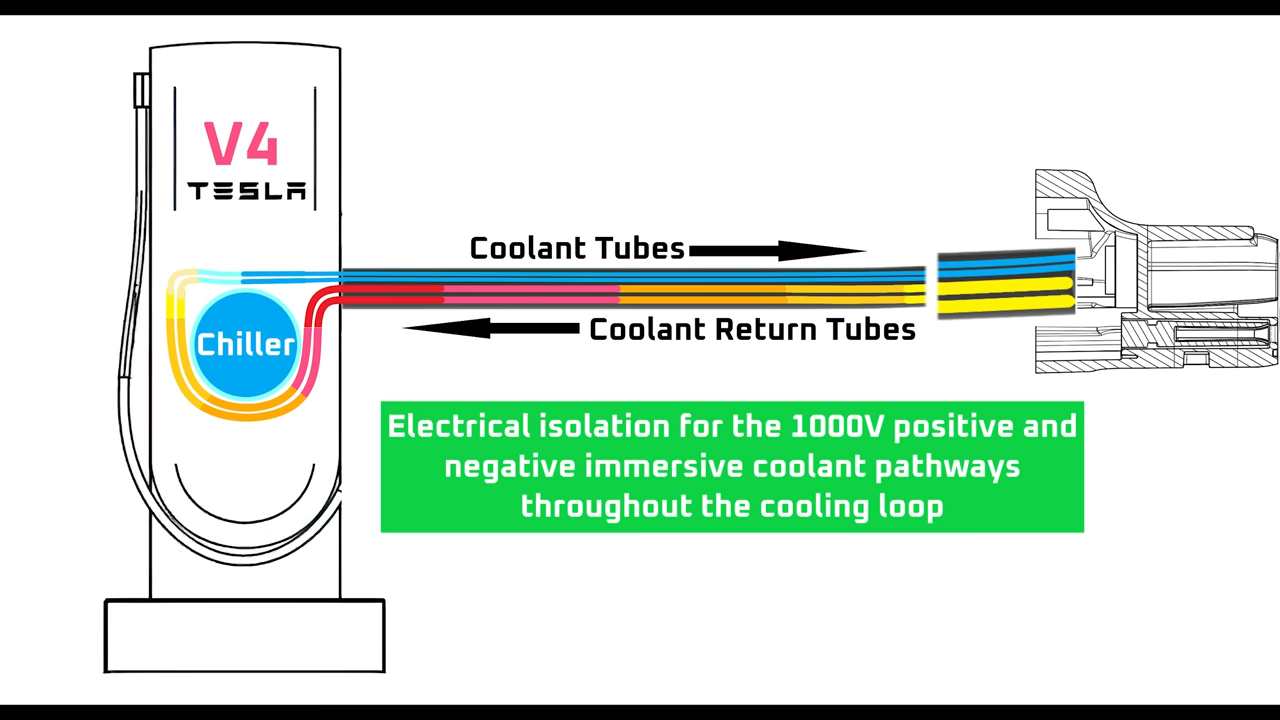 V4
TESLA
Coolant Tubes
Chiller
Coolant Return Tubes
Electrical isolation for the 1000V positive and
negative immersive coolant pathways
throughout the cooling loop